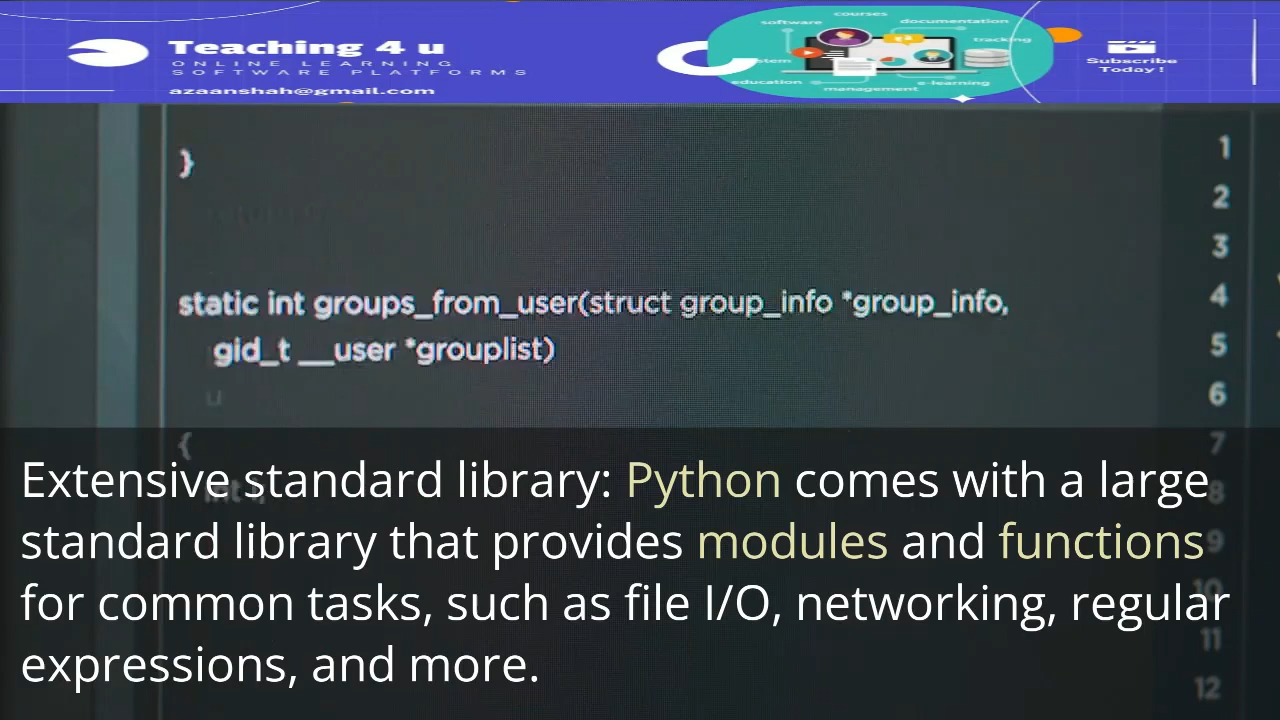 Teaching 4 u
ONLINE LEARNING
SOFTWARE PLATFORMS
azaanshah@gmail.com
courses
software
documentation
tracking
education
management
e-learning
Subscribe
Today !
}
static int groups_from_user(struct group_info *group_info,
gid_t __user *grouplist)
u
{
1
2
3
4
5
6
7
8
9
10
11
12
Extensive standard library: Python comes with a large
standard library that provides modules and functions
for common tasks, such as file I/O, networking, regular
expressions, and more.